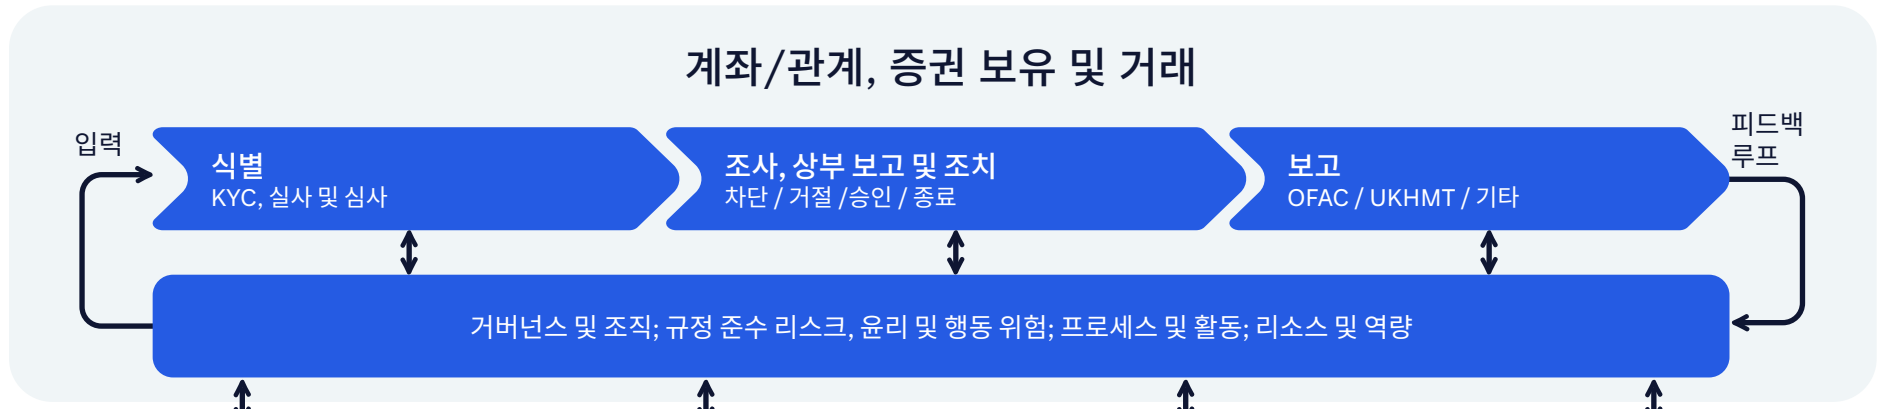 계좌/관계, 증권 보유 및 거래
입력
피드백
루프
식별
KYC, 실사 및 심사
조사, 상부 보고 및 조치
차단 / 거절 /승인 / 종료
보고
OFAC / UKHMT / 기타
거버넌스 및 조직; 규정 준수 리스크, 윤리 및 행동 위험; 프로세스 및 활동; 리소스 및 역량